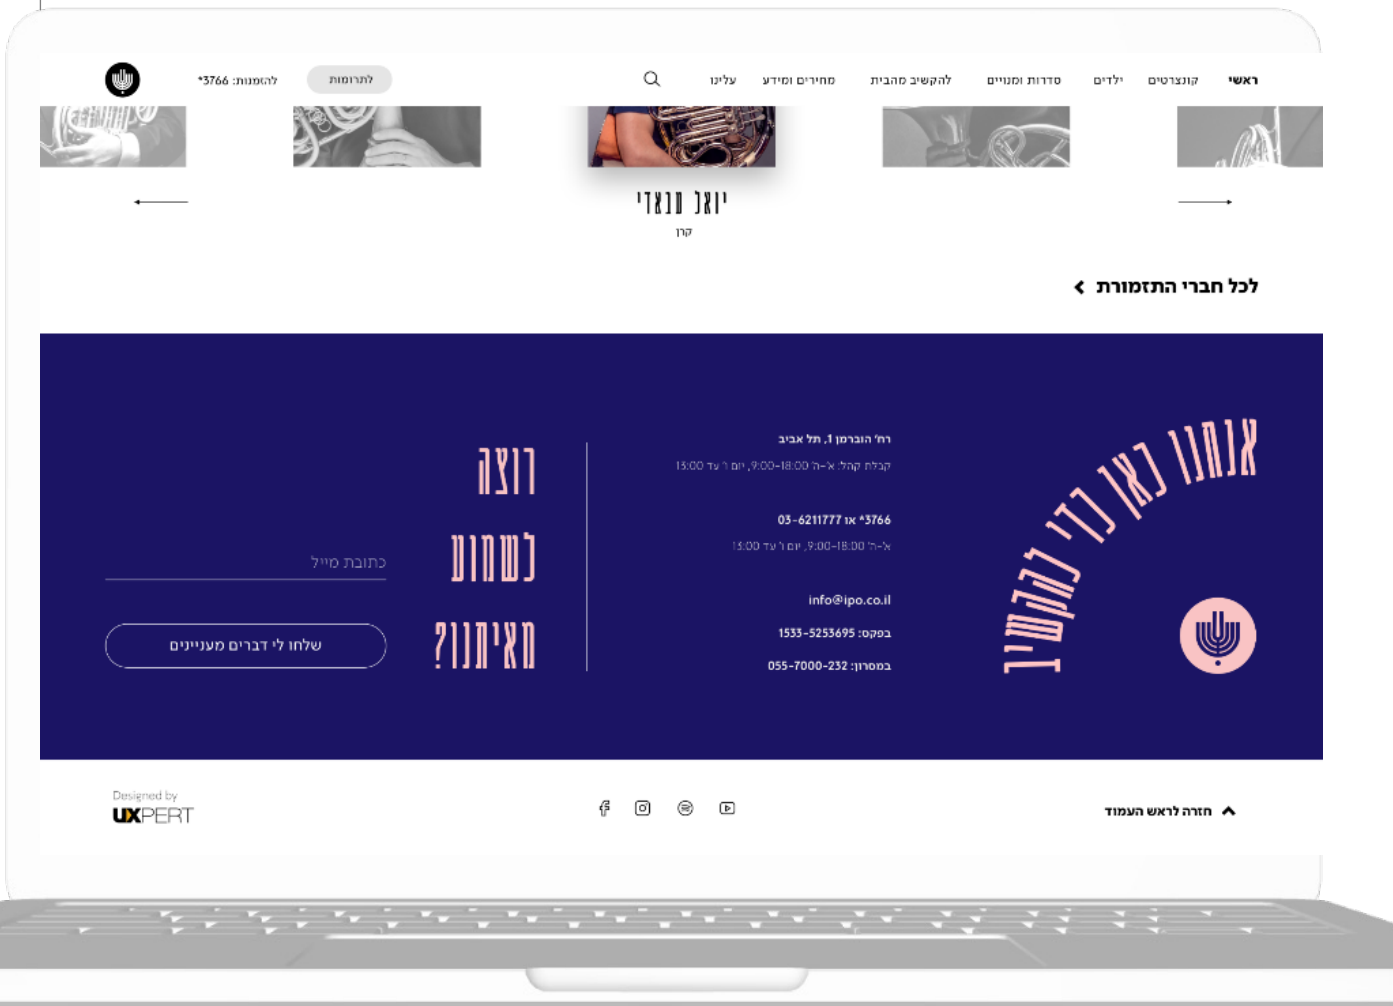 ראשי
קונצרטים
ילדים
סדרות ומנויים
להקשיב מהבית
מחירים ומידע
עלינו
לתרומות
להזמנות: 3766*
יואל מנאדי
קרן
לכל חברי התזמורת
אנחנו כאן כדי להקשיב
רח׳ הוברמן 1, תל אביב
קבלת קהל: א׳-ה׳ 9:00-18:00, יום ו׳ עד 13:00
3766* או 03-6211777
א׳-ה׳ 9:00-18:00, יום ו׳ עד 13:00
info@ipo.co.il
בפקס: 1533-5253695
במסרון: 055-7000-232
רוצה
לשמוע
מאיתנו?
כתובת מייל
שלחו לי דברים מעניינים
חזרה לראש העמוד
Designed by
UXPERT